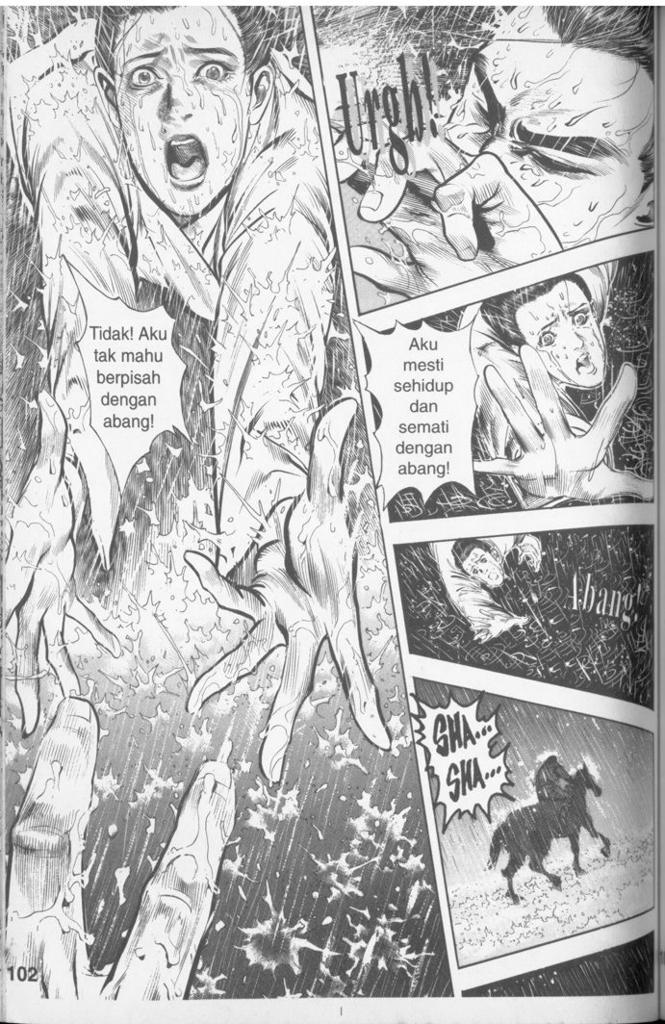 Tidak! Aku
tak mahu
berpisah
dengan
abang!
Urgh!
Aku
mesti
sehidup
dan
semati
dengan
abang!
Abang!
SHA...
SHA...
102